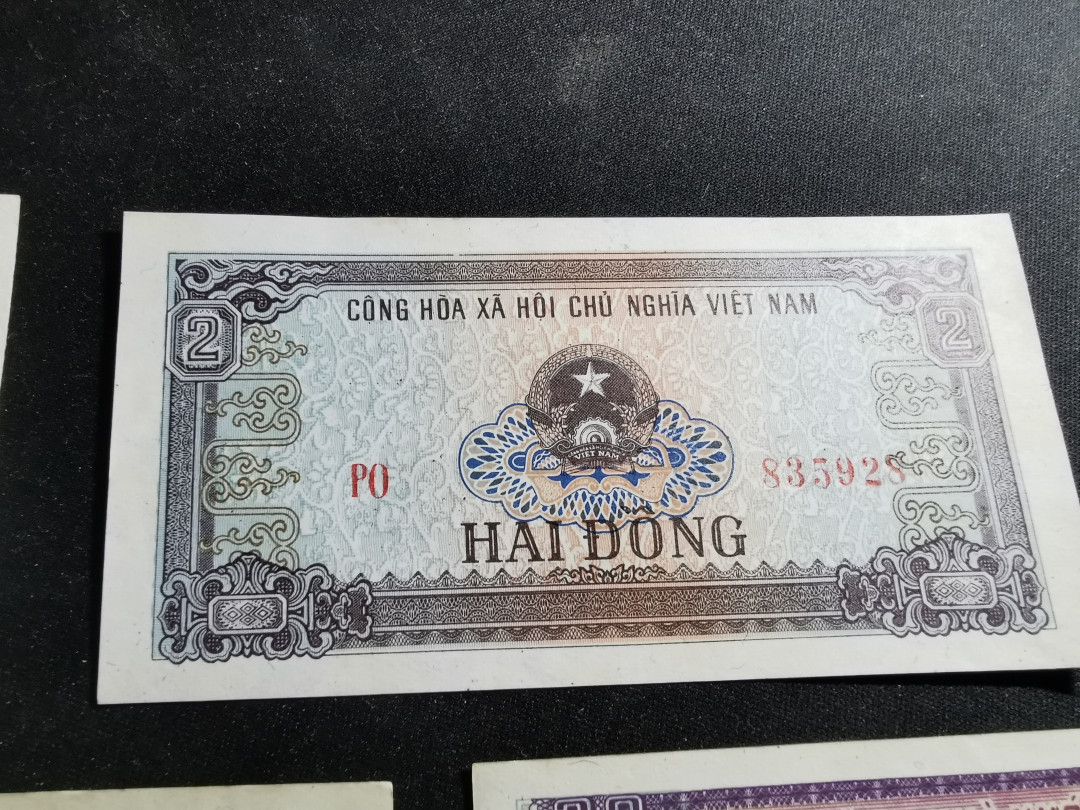 CỘNG HÒA XÃ HỘI CHỦ NGHĨA VIỆT NAM
2 2
VIỆT NAM
PO 835928
HAI ĐỒNG